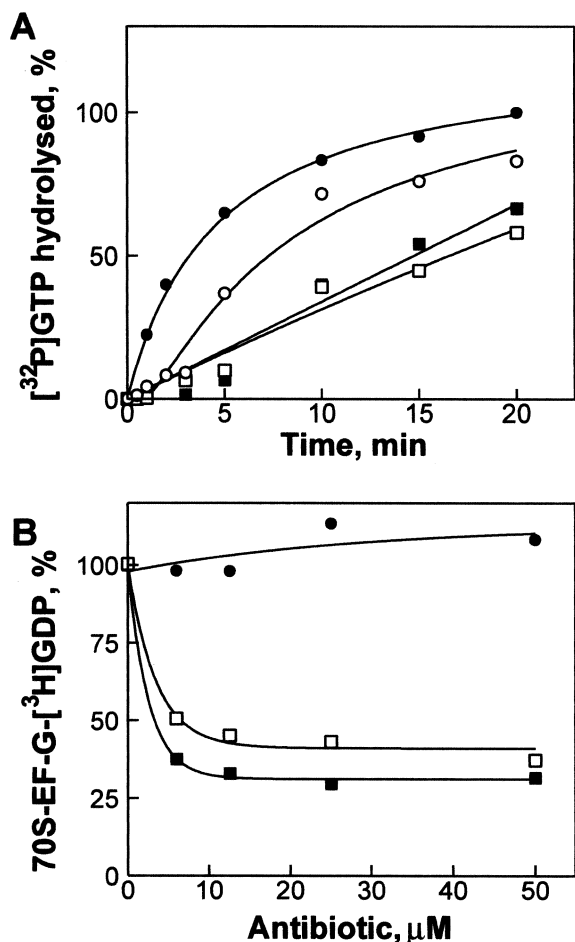 A
[³²P]GTP hydrolysed, %
100
50
0
0 5 10 15 20
Time, min
B
70S-EF-G-[³H]GDP, %
100
75
50
25
0
0 10 20 30 40 50
Antibiotic, μM